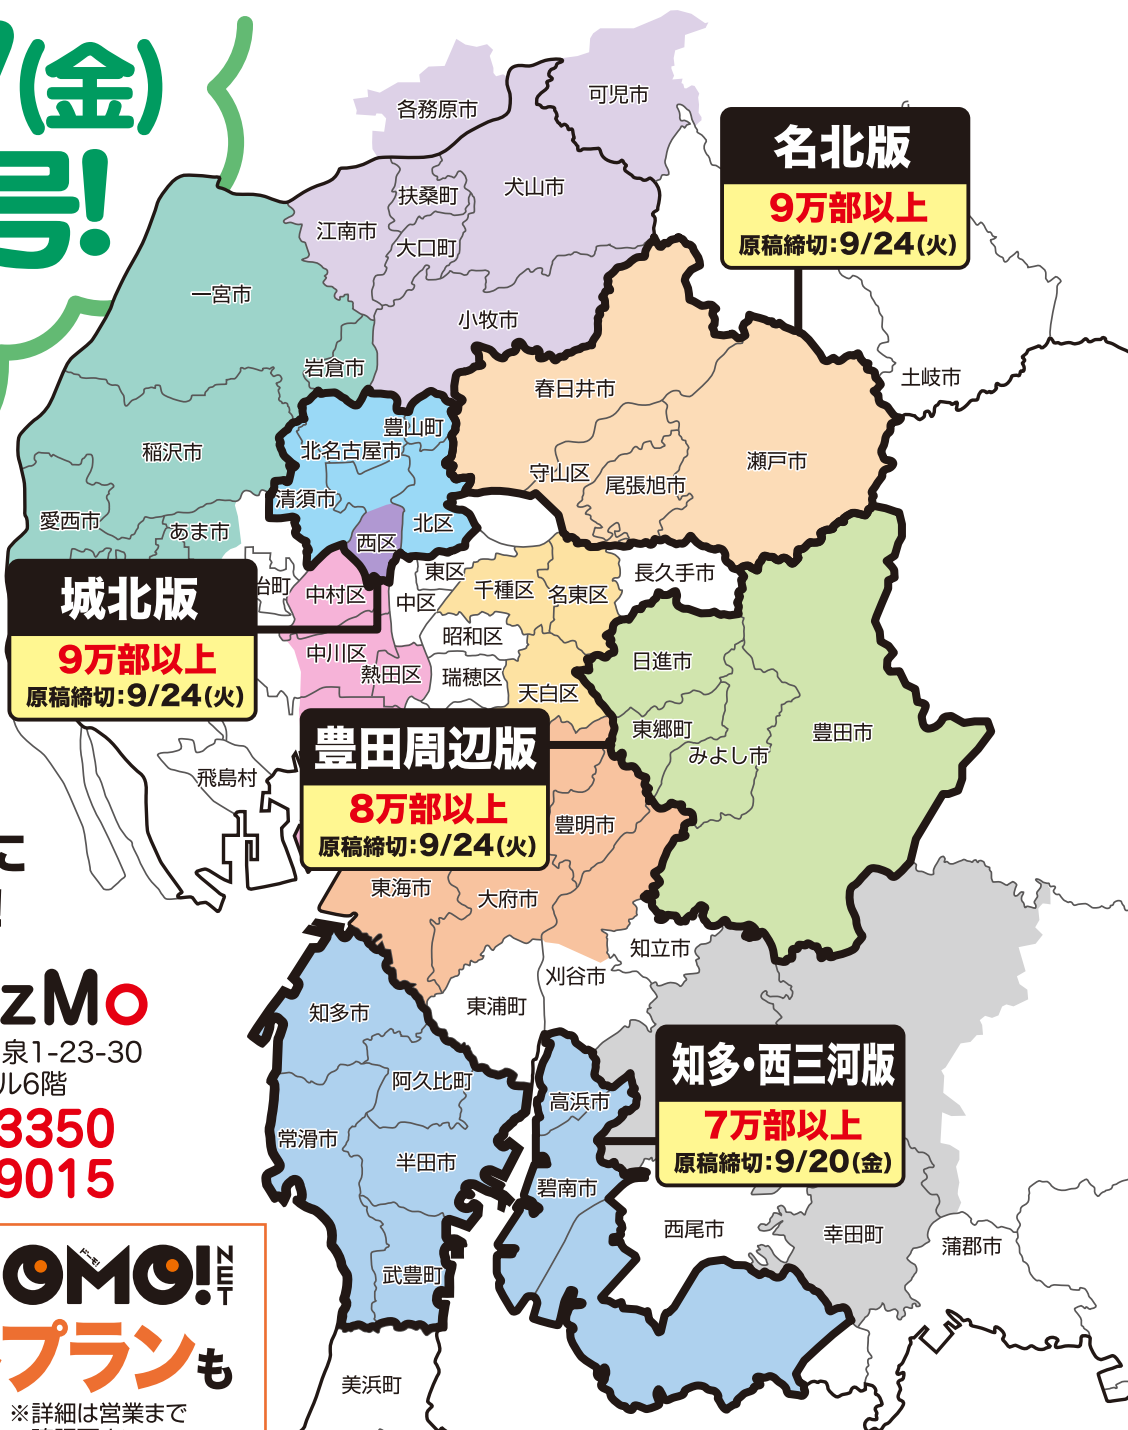 (金)
号!
各務原市
可児市
扶桑町
犬山市
江南市
大口町
一宮市
小牧市
岩倉市
名北版
9万部以上
原稿締切:9/24(火)
土岐市
春日井市
豊山町
北名古屋市
稲沢市
守山区
尾張旭市
瀬戸市
清須市
愛西市
あま市
北区
西区
東区
千種区
名東区
長久手市
治町
中村区
中区
城北版
9万部以上
原稿締切:9/24(火)
昭和区
中川区
熱田区
瑞穂区
天白区
日進市
東郷町
みよし市
豊田市
飛島村
豊田周辺版
8万部以上
原稿締切:9/24(火)
豊明市
東海市
大府市
に
!
知立市
刈谷市
東浦町
zMo
泉1-23-30
ル6階
3350
9015
知多市
阿久比町
常滑市
半田市
武豊町
高浜市
碧南市
知多・西三河版
7万部以上
原稿締切:9/20(金)
西尾市
幸田町
蒲郡市
OMO!NET
ドーモ!
プランも
※詳細は営業まで
美浜町